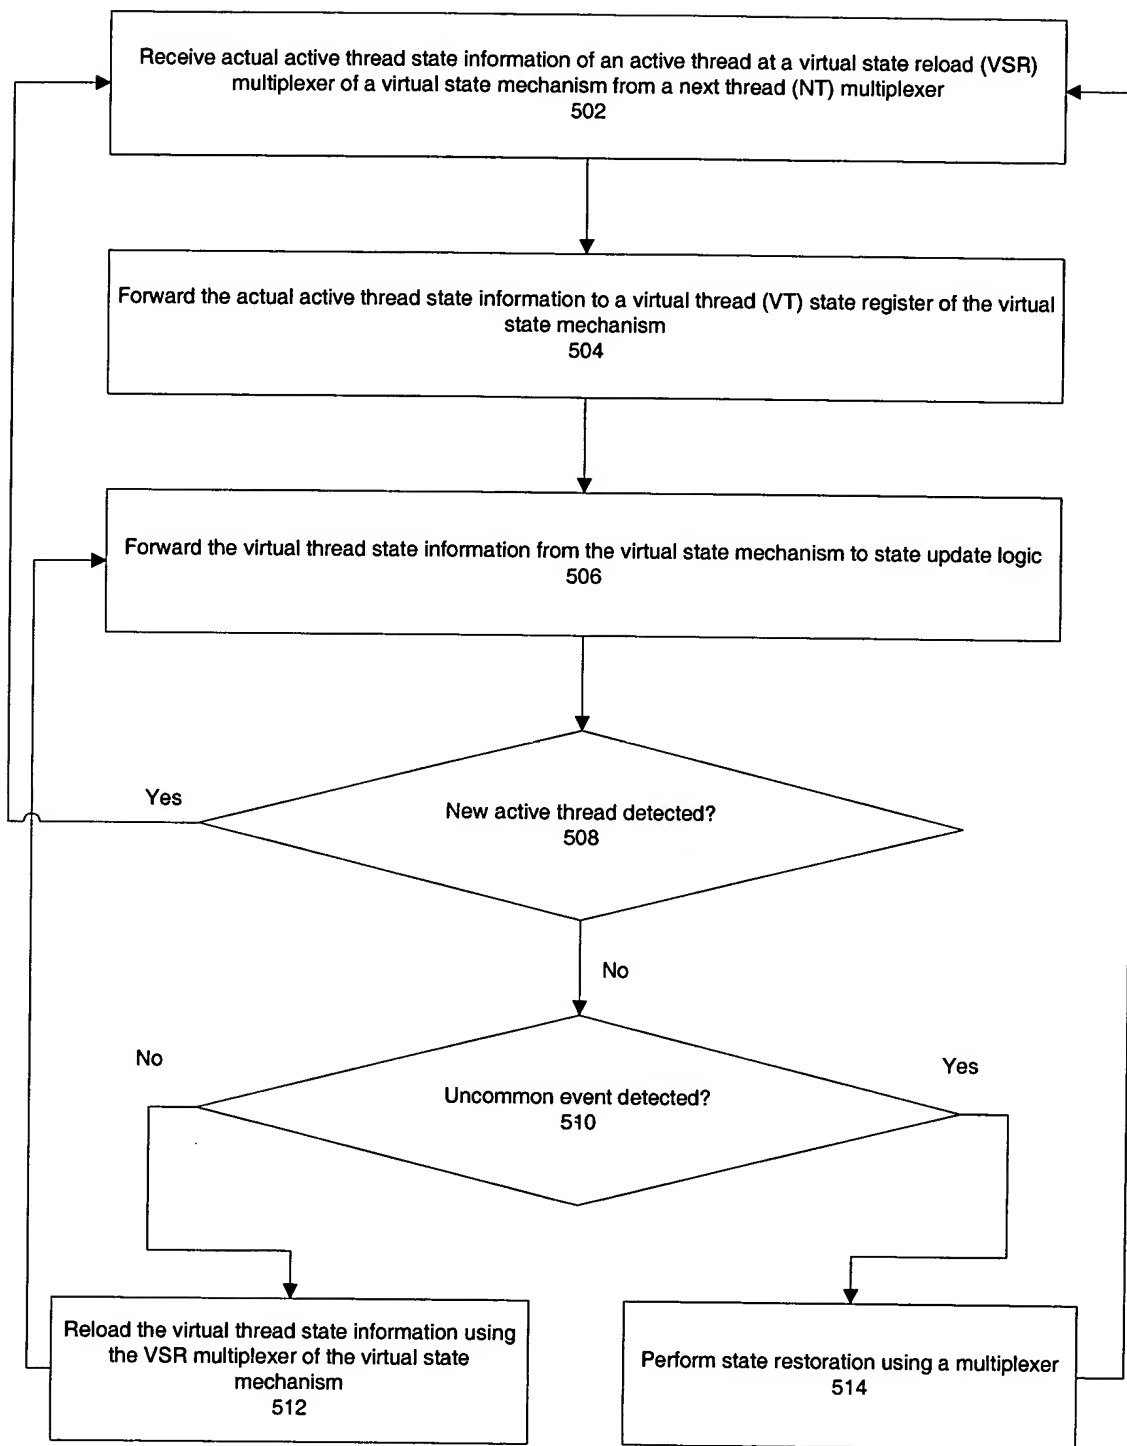 Receive actual active thread state information of an active thread at a virtual state reload (VSR)
multiplexer of a virtual state mechanism from a next thread (NT) multiplexer
502
Forward the actual active thread state information to a virtual thread (VT) state register of the virtual
state mechanism
504
Forward the virtual thread state information from the virtual state mechanism to state update logic
506
Yes
New active thread detected?
508
No
No
Yes
Uncommon event detected?
510
Reload the virtual thread state information using
the VSR multiplexer of the virtual state
mechanism
512
Perform state restoration using a multiplexer
514